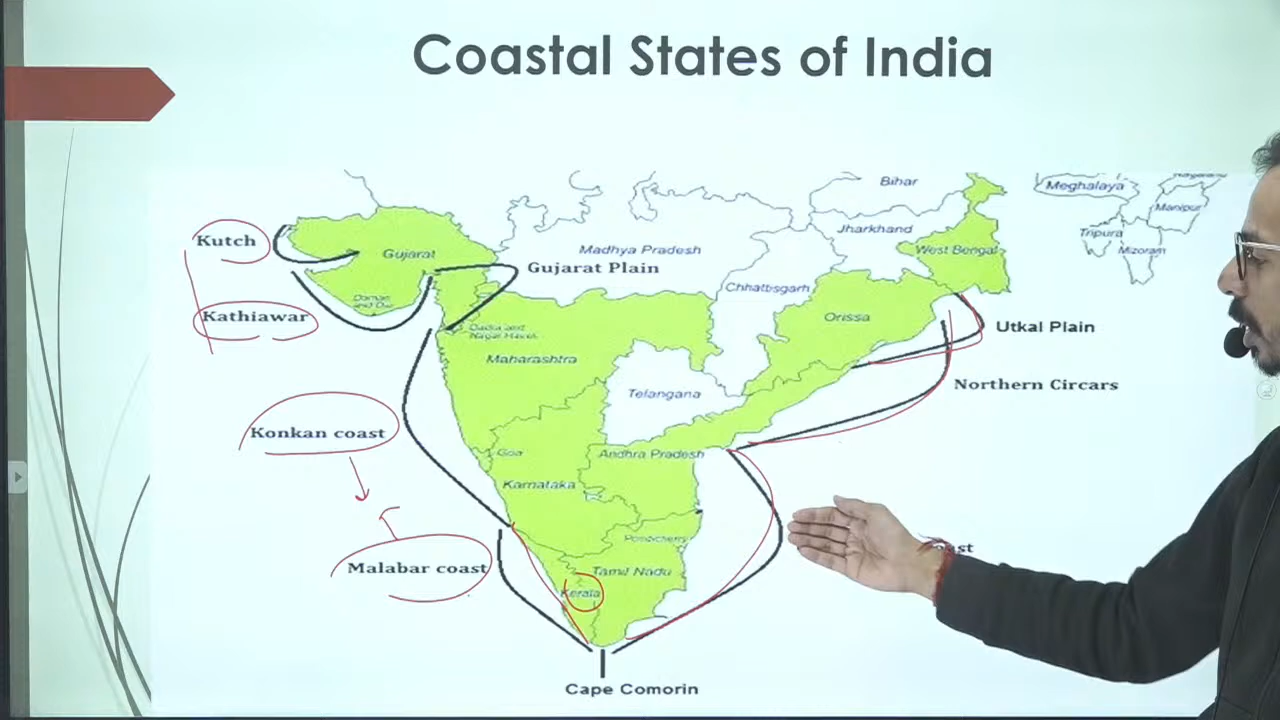 Coastal States of India
Bihar
Meghalaya
Manipur
Tripura
Mizoram
Jharkhand
West Bengal
Kutch
Gujarat
Madhya Pradesh
Gujarat Plain
Chhattisgarh
Kathiawar
Daman
and Diu
Orissa
Utkal Plain
Dadra and
Nagar Haveli
Maharashtra
Northern Circars
Telangana
Konkan coast
Goa
Andhra Pradesh
Karnataka
Pondicherry
Malabar coast
Tamil Nadu
Kerala
Cape Comorin